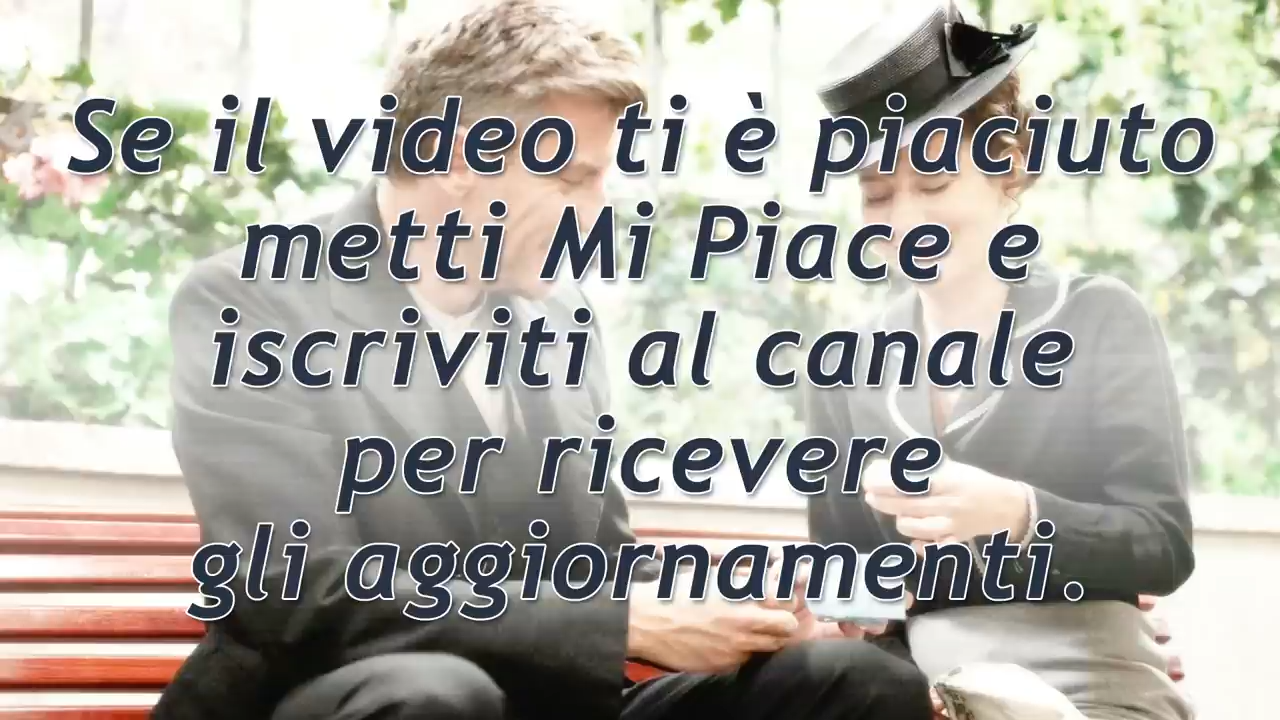 Se il video ti è piaciuto
metti Mi Piace e
iscriviti al canale
per ricevere
gli aggiornamenti.